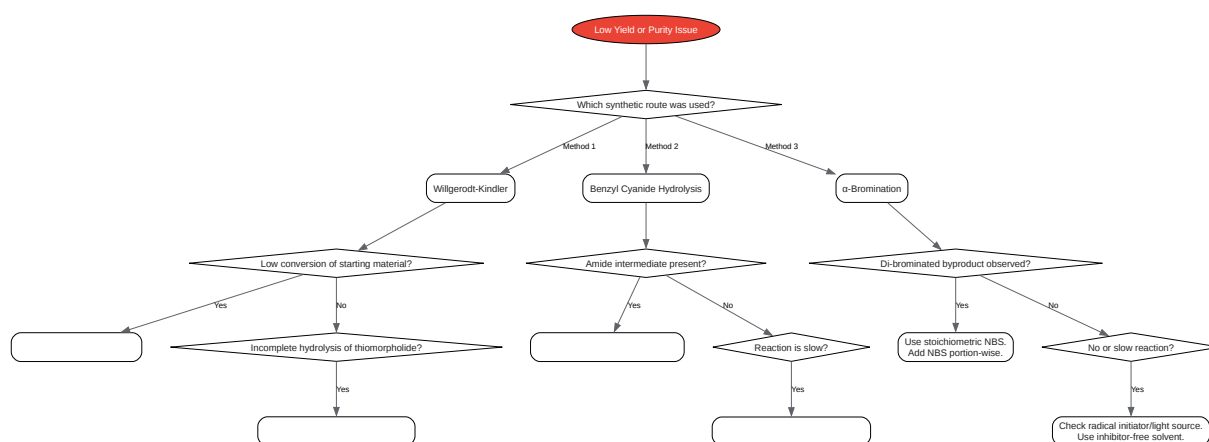 Low Yield or Purity Issue
Which synthetic route was used?
Method 1
Method 2
Method 3
Willgerodt-Kindler
Benzyl Cyanide Hydrolysis
α-Bromination
Low conversion of starting material?
Amide intermediate present?
Di-brominated byproduct observed?
Yes
No
Yes
No
Yes
No
Incomplete hydrolysis of thiomorpholide?
Reaction is slow?
Use stoichiometric NBS.
Add NBS portion-wise.
No or slow reaction?
Yes
Yes
Yes
Check radical initiator/light source.
Use inhibitor-free solvent.